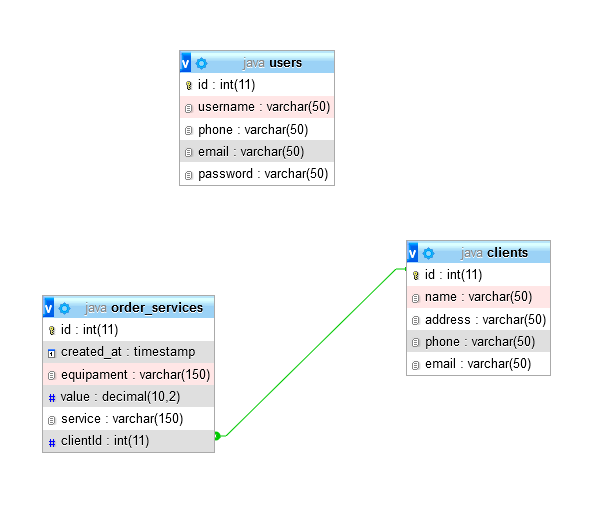 v java users
id : int(11)
username : varchar(50)
phone : varchar(50)
email : varchar(50)
password : varchar(50)
v java clients
id : int(11)
name : varchar(50)
address : varchar(50)
phone : varchar(50)
email : varchar(50)
v java order_services
id : int(11)
created_at : timestamp
equipament : varchar(150)
# value : decimal(10,2)
service : varchar(150)
# clientId : int(11)